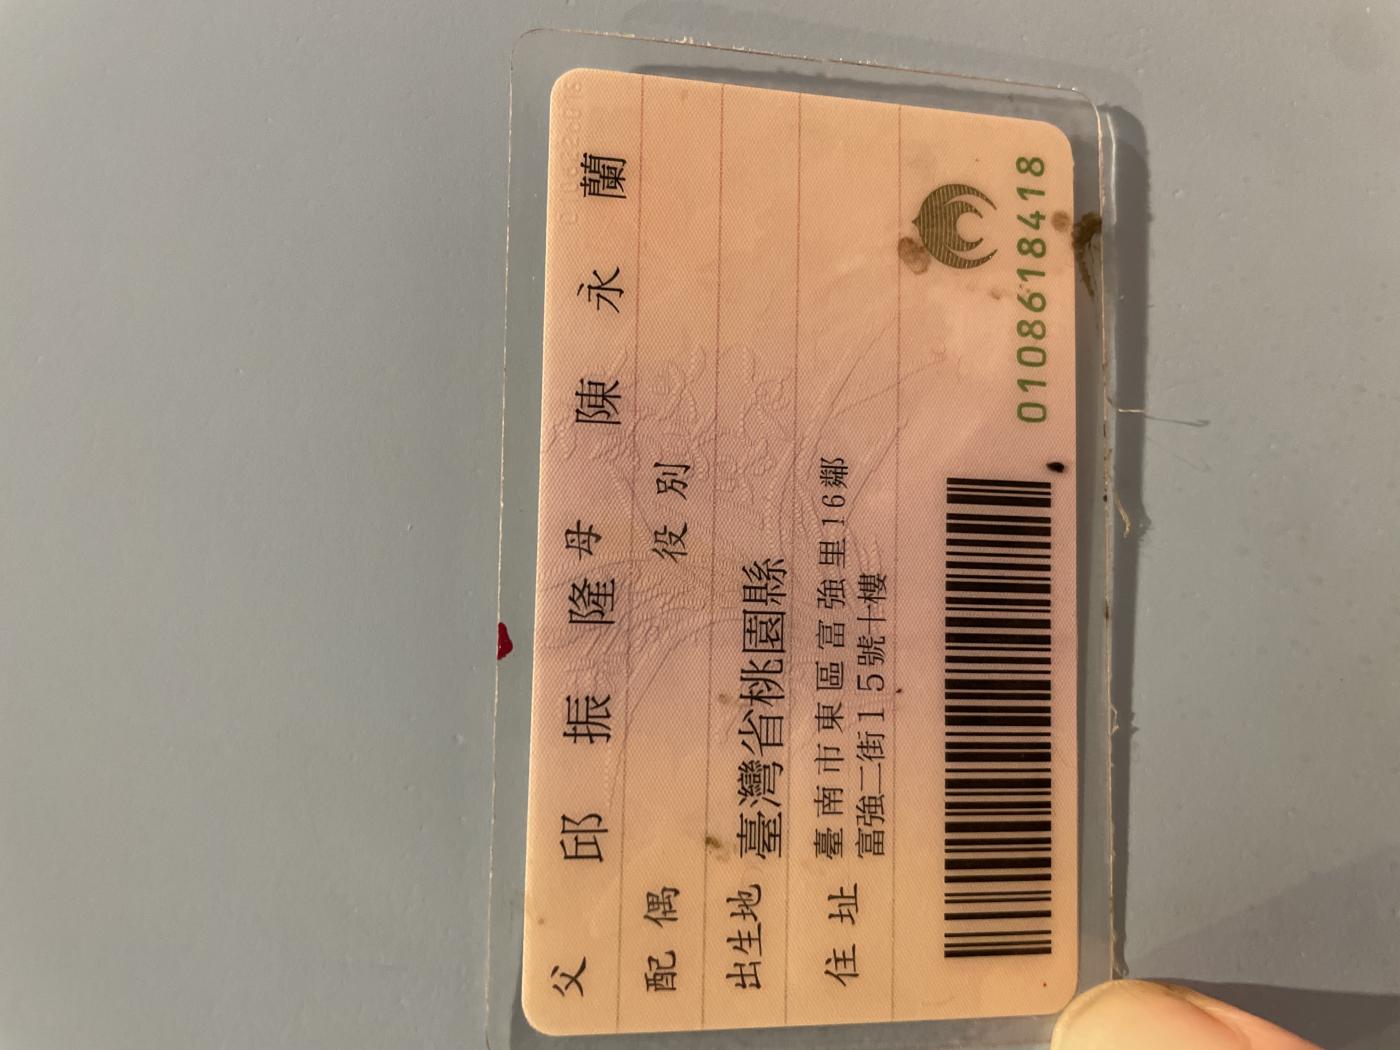 父 邱 振 隆 母 陳 永 蘭
配 偶 役 別
出生地 臺灣省桃園縣
住 址 臺南市東區富強里16鄰
富強二街15號十樓
0108618418